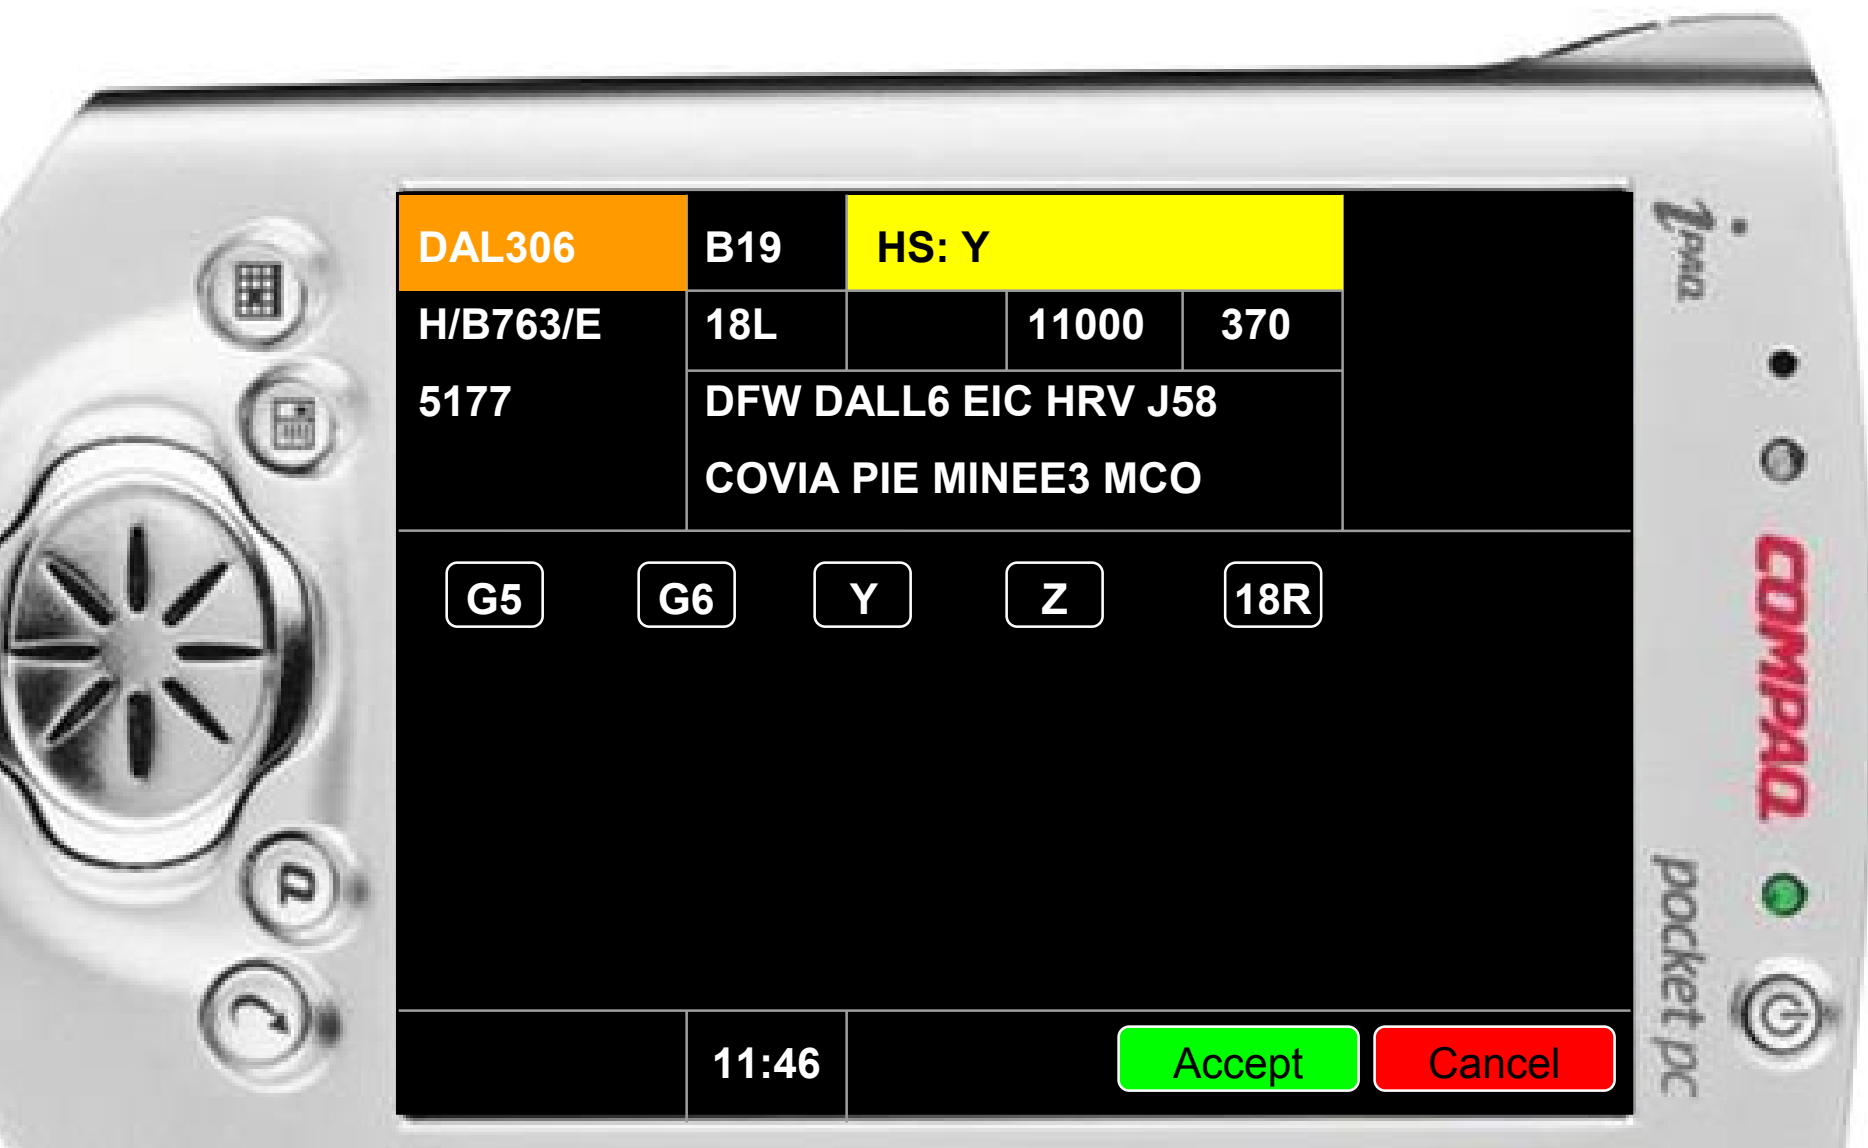 DAL306 B19 HS: Y
H/B763/E 18L 11000 370
5177 DFW DALL6 EIC HRV J58
COVIA PIE MINEE3 MCO
G5 G6 Y Z 18R
11:46 Accept Cancel
iPAQ
COMPAQ
pocket pc